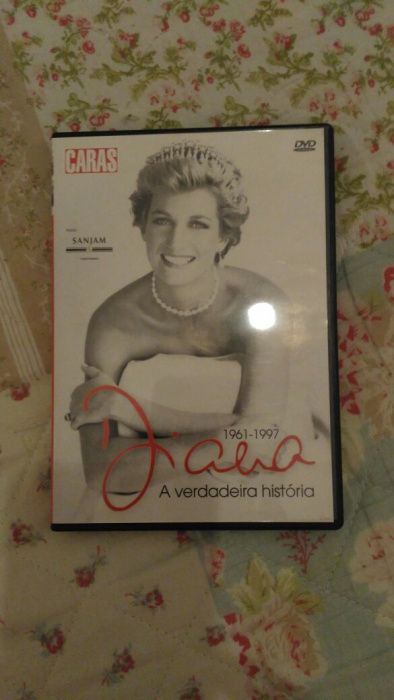 CARAS
DVD
SANJAM
1961-1997
Diana
A verdadeira história